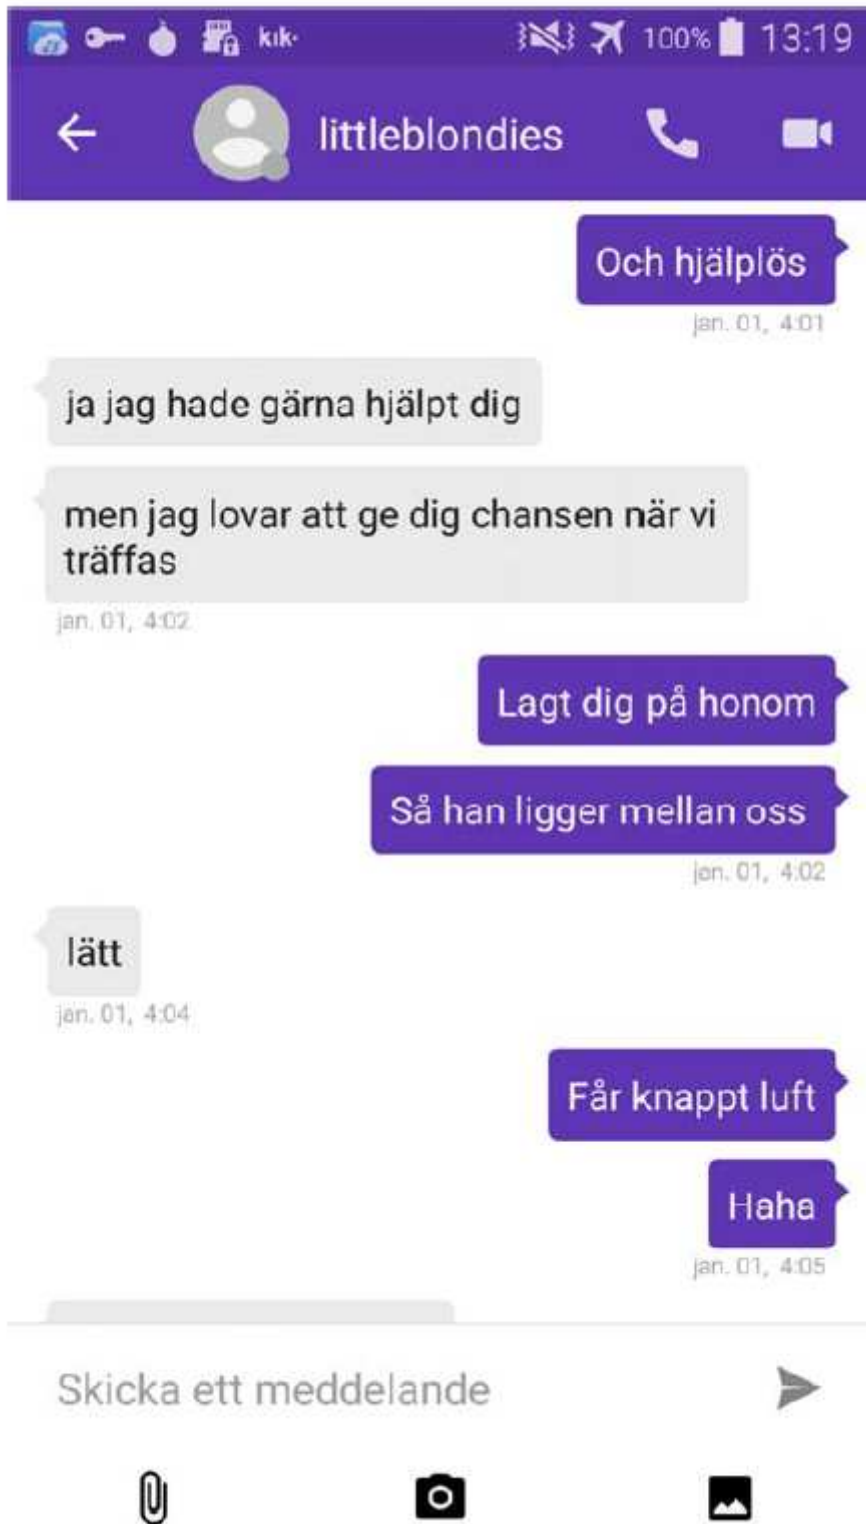 kik·
100%
13:19
littleblondies
Och hjälplös
jan. 01, 4:01
ja jag hade gärna hjälpt dig
men jag lovar att ge dig chansen när vi
träffas
jan. 01, 4:02
Lagt dig på honom
Så han ligger mellan oss
jan. 01, 4:02
lätt
jan. 01, 4:04
Får knappt luft
Haha
jan. 01, 4:05
Skicka ett meddelande